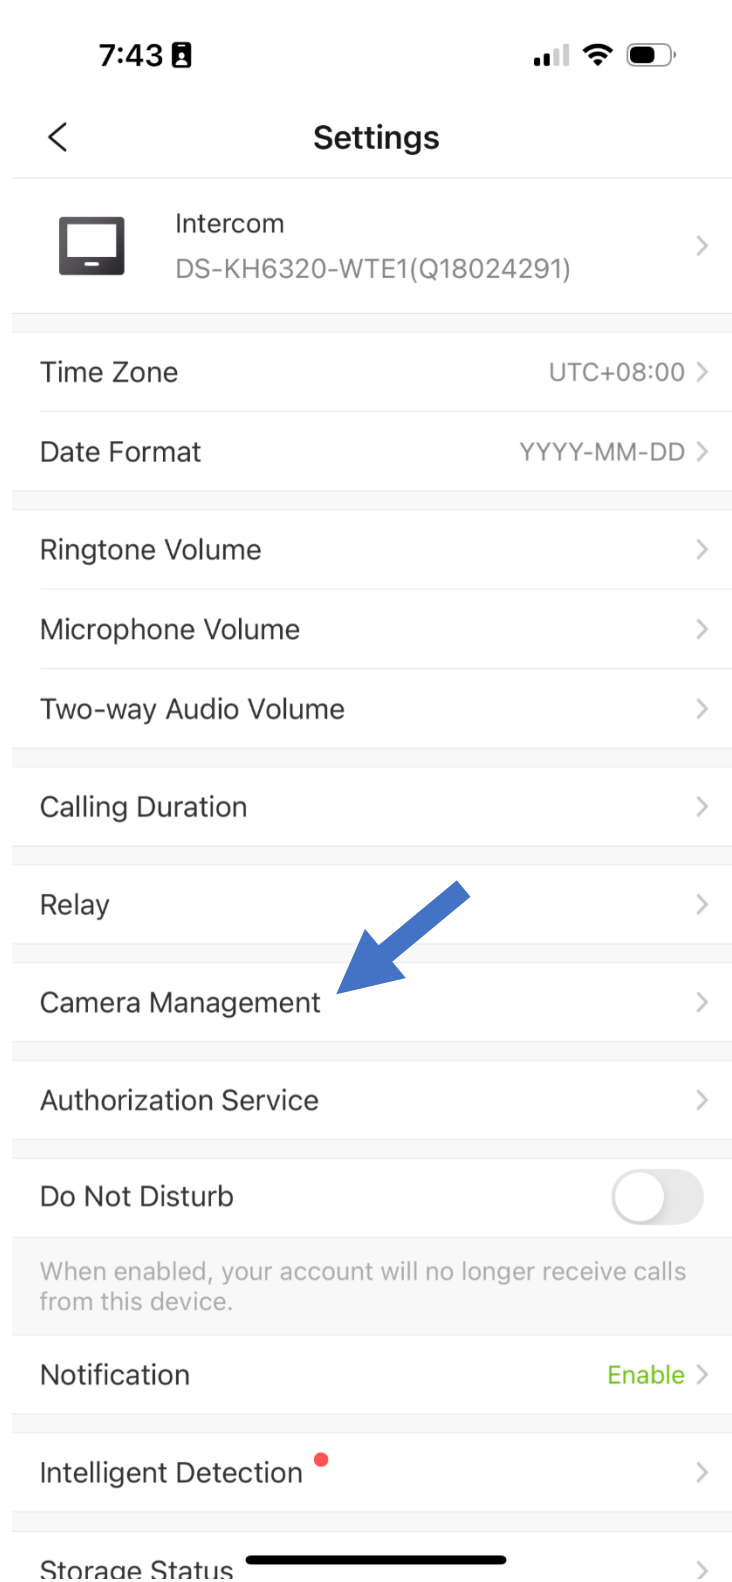 7:43
Settings
Intercom
DS-KH6320-WTE1(Q18024291)
Time Zone UTC+08:00
Date Format YYYY-MM-DD
Ringtone Volume
Microphone Volume
Two-way Audio Volume
Calling Duration
Relay
Camera Management
Authorization Service
Do Not Disturb
When enabled, your account will no longer receive calls
from this device.
Notification Enable
Intelligent Detection
Storage Status